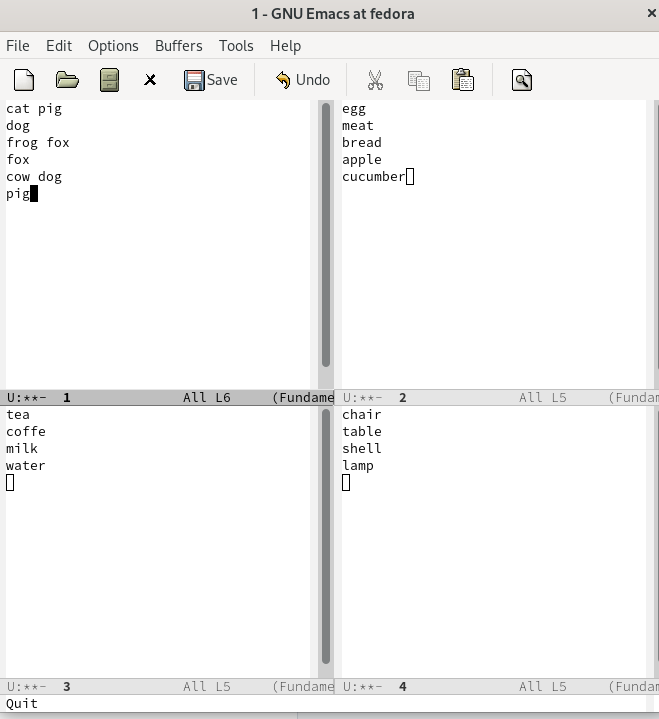 1 - GNU Emacs at fedora
File Edit Options Buffers Tools Help
Save Undo
cat pig
dog
frog fox
fox
cow dog
pig
U:**- 1 All L6 (Fundame
egg
meat
bread
apple
cucumber
U:**- 2 All L5 (Fundam
tea
coffe
milk
water
U:**- 3 All L5 (Fundame
chair
table
shell
lamp
U:**- 4 All L5 (Fundam
Quit